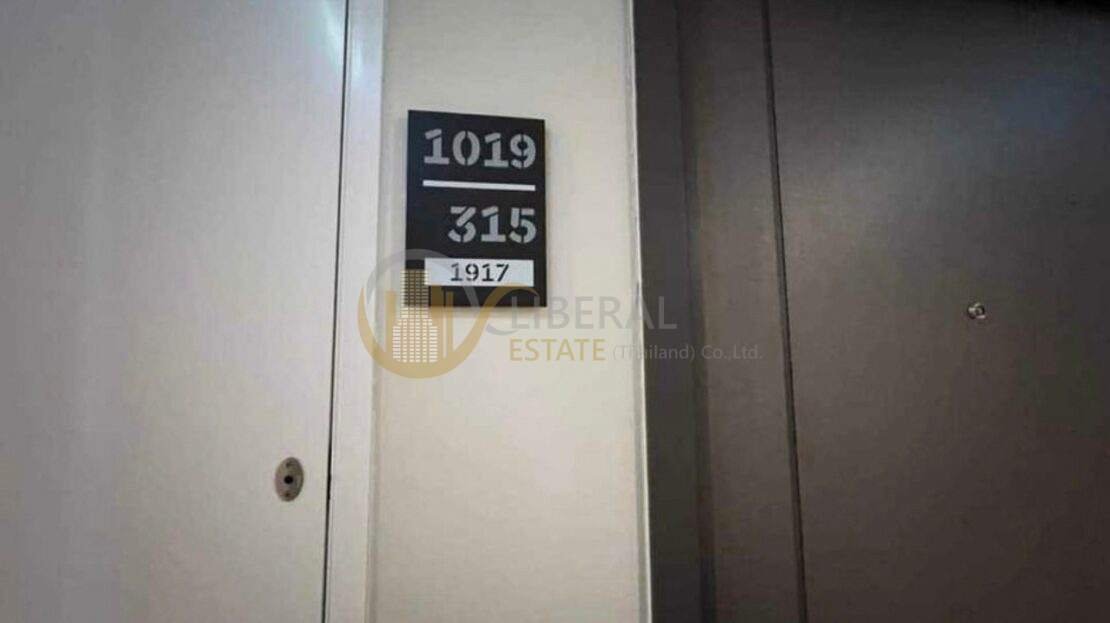 1019
315
1917
LIBERAL
ESTATE (Thailand) Co.,Ltd.